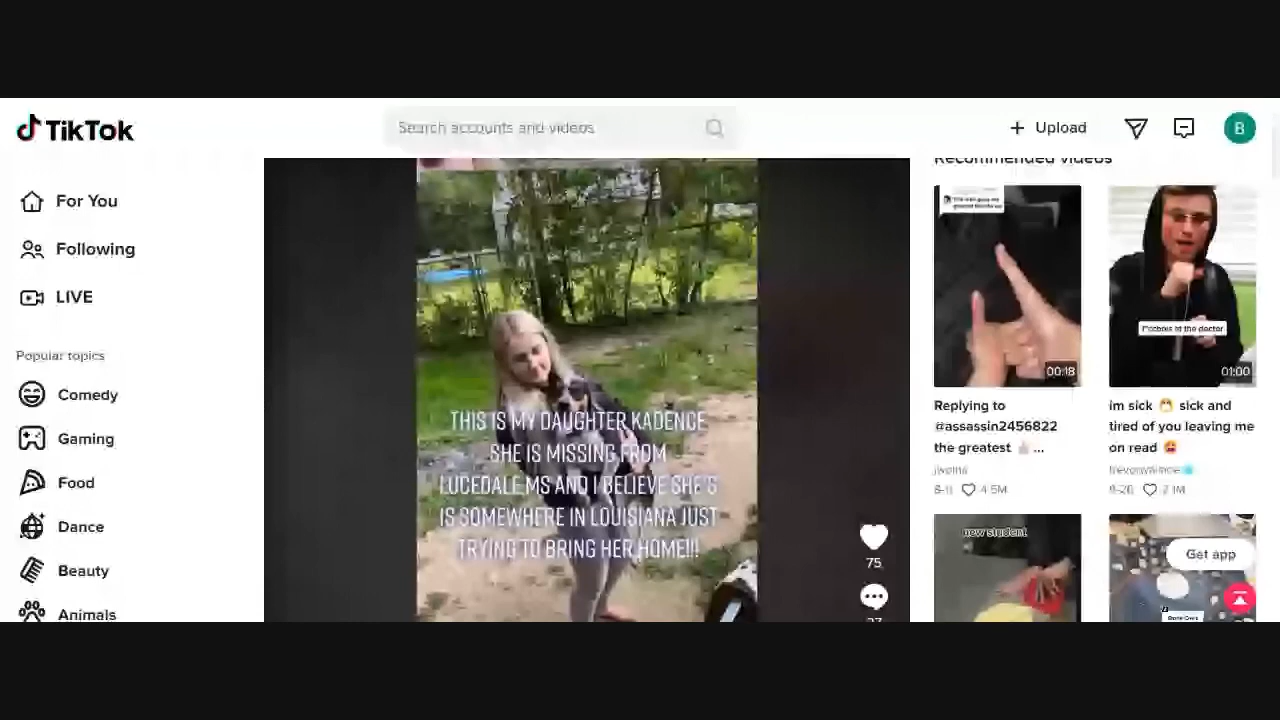 TikTok
Search accounts and videos
Upload
B
For You
Following
LIVE
Popular topics
Comedy
Gaming
Food
Dance
Beauty
Animals
THIS IS MY DAUGHTER KADENCE
SHE IS MISSING FROM
LUCEDALE MS AND I BELIEVE SHE'S
IS SOMEWHERE IN LOUISIANA JUST
TRYING TO BRING HER HOME!!!
75
Recommended videos
00:18
Replying to
@assassin2456822
the greatest 🤞🏻 ...
4.5M
to the doctor
01:00
im sick 😷 sick and
tired of you leaving me
on read 🤩
new student
Get app